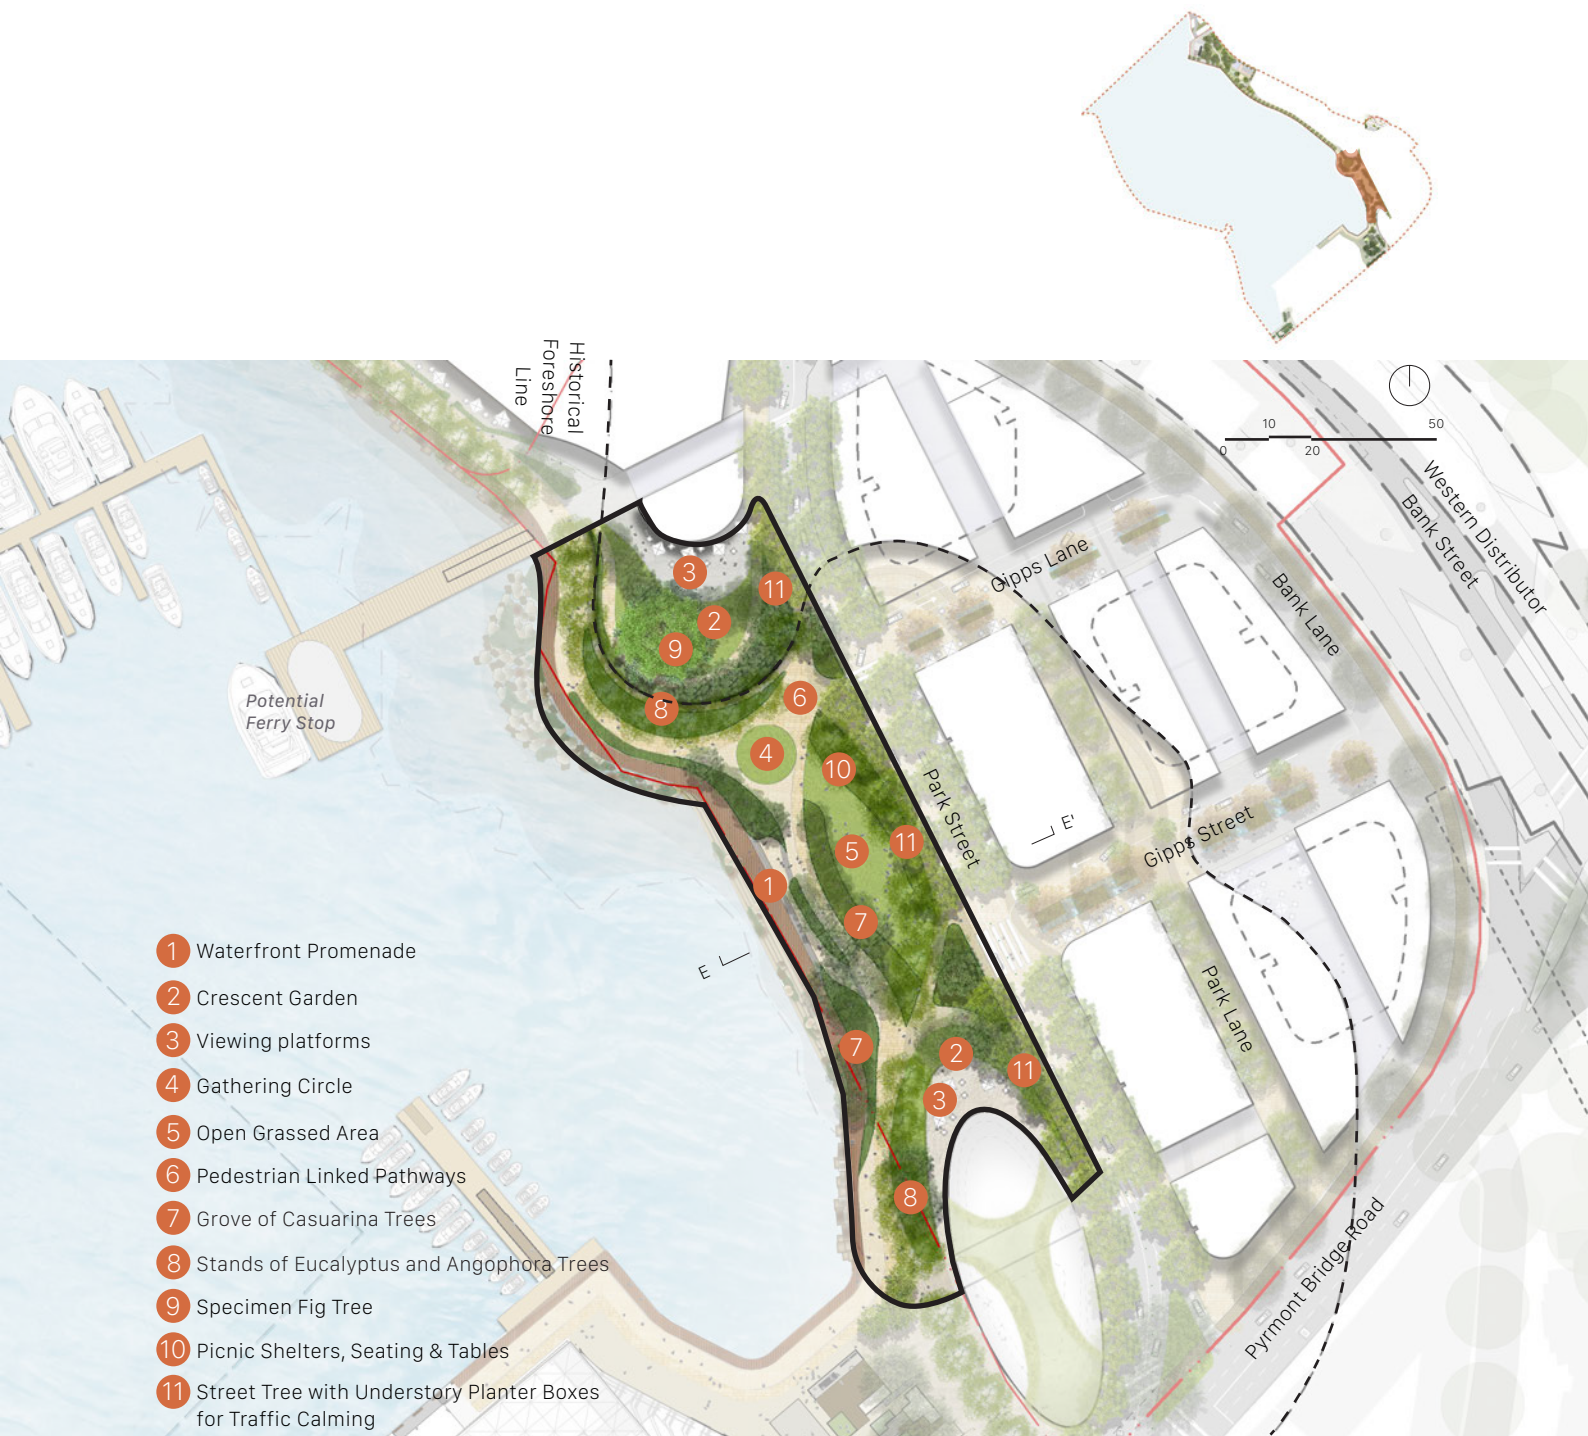 Historical
Foreshore
Line
10
50
0
20
Western Distributor
Bank Street
Bank Lane
Gipps Lane
3
11
2
9
8
6
4
10
Potential
Ferry Stop
Park Street
E'
Gipps Street
5
11
1
7
E
Park Lane
7
2
11
3
8
Pyrmont Bridge Road
1 Waterfront Promenade
2 Crescent Garden
3 Viewing platforms
4 Gathering Circle
5 Open Grassed Area
6 Pedestrian Linked Pathways
7 Grove of Casuarina Trees
8 Stands of Eucalyptus and Angophora Trees
9 Specimen Fig Tree
10 Picnic Shelters, Seating & Tables
11 Street Tree with Understory Planter Boxes
for Traffic Calming